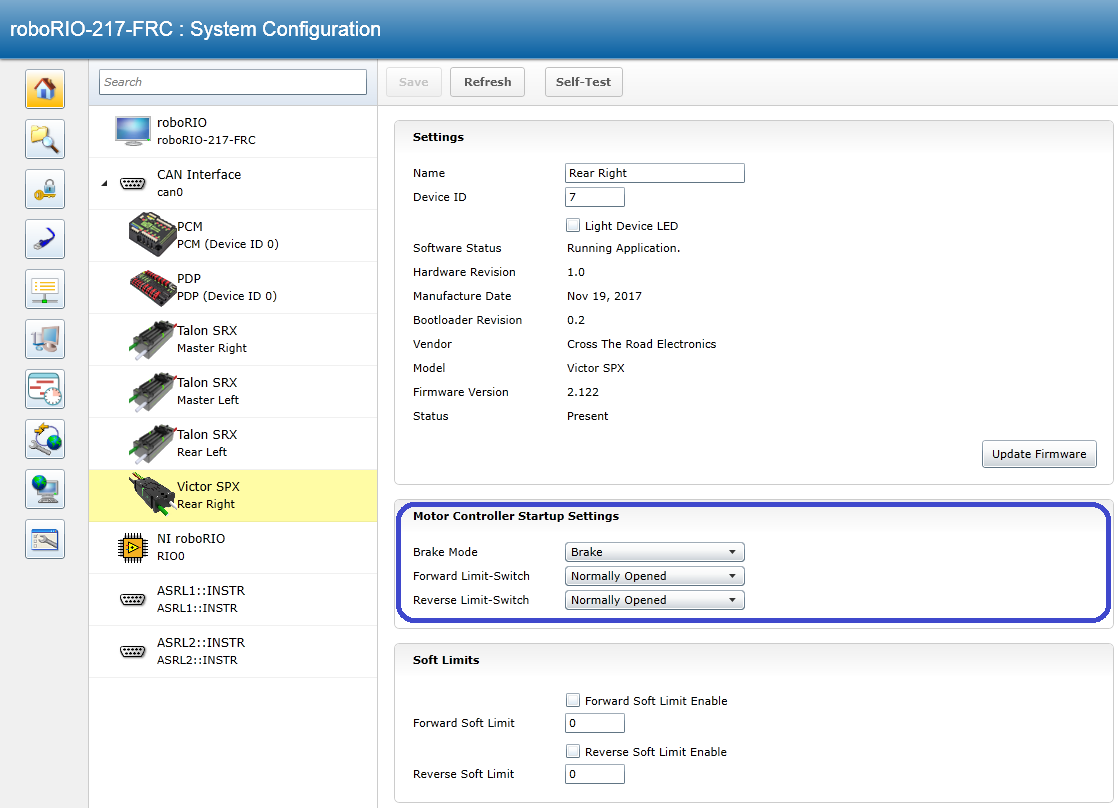 roboRIO-217-FRC : System Configuration
Search
roboRIO
roboRIO-217-FRC
CAN Interface
can0
PCM
PCM (Device ID 0)
PDP
PDP (Device ID 0)
Talon SRX
Master Right
Talon SRX
Master Left
Talon SRX
Rear Left
Victor SPX
Rear Right
NI roboRIO
RIO0
ASRL1::INSTR
ASRL1::INSTR
ASRL2::INSTR
ASRL2::INSTR
Save Refresh Self-Test
Settings
Name Rear Right
Device ID 7
Light Device LED
Software Status Running Application.
Hardware Revision 1.0
Manufacture Date Nov 19, 2017
Bootloader Revision 0.2
Vendor Cross The Road Electronics
Model Victor SPX
Firmware Version 2.122
Status Present
Update Firmware
Motor Controller Startup Settings
Brake Mode Brake
Forward Limit-Switch Normally Opened
Reverse Limit-Switch Normally Opened
Soft Limits
Forward Soft Limit Enable
Forward Soft Limit 0
Reverse Soft Limit Enable
Reverse Soft Limit 0